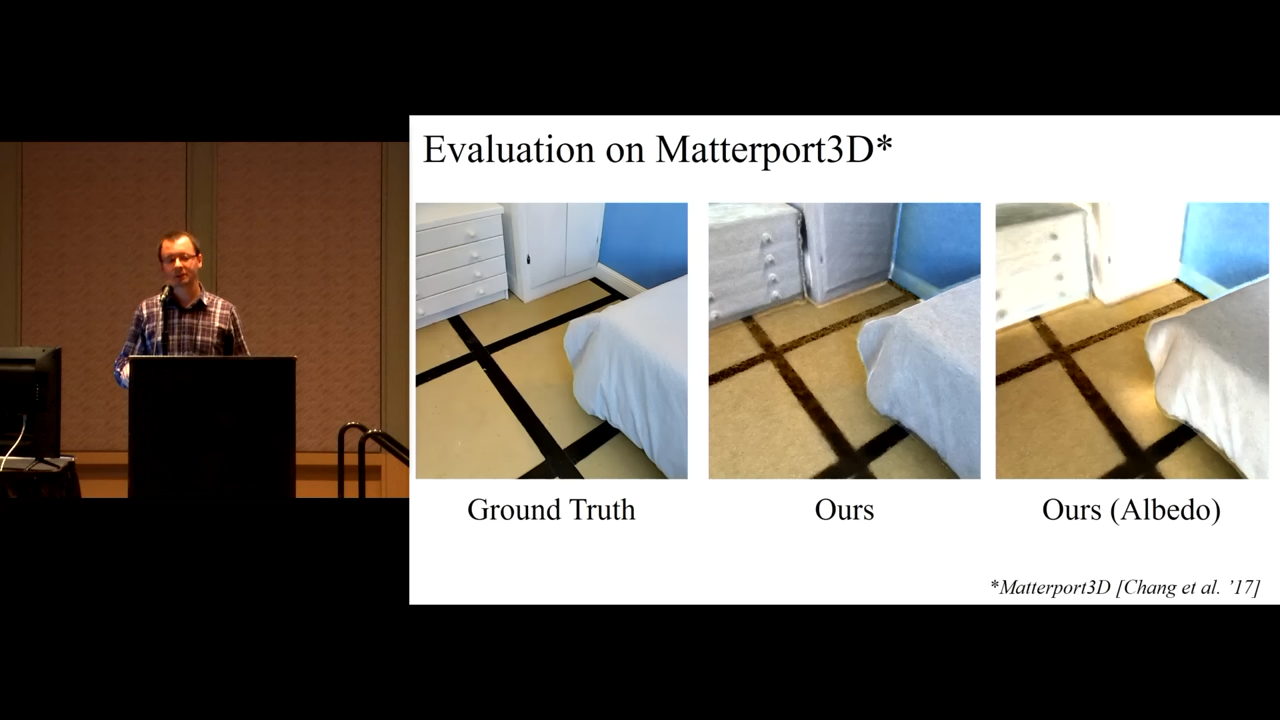 Evaluation on Matterport3D*
Ground Truth
Ours
Ours (Albedo)
*Matterport3D [Chang et al. ’17]